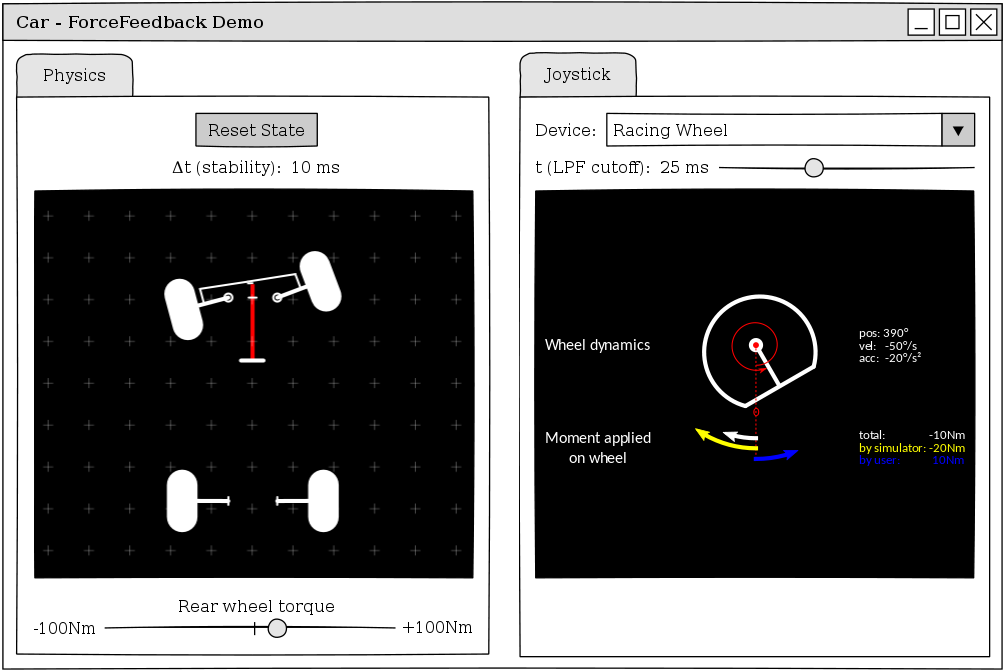 Car - ForceFeedback Demo
Physics
Reset State
Δt (stability): 10 ms
Rear wheel torque
-100Nm
+100Nm
Joystick
Device: Racing Wheel
t (LPF cutoff): 25 ms
Wheel dynamics
pos: 390°
vel: -50°/s
acc: -20°/s²
0
Moment applied
on wheel
total: -10Nm
by simulator: -20Nm
by user: 10Nm